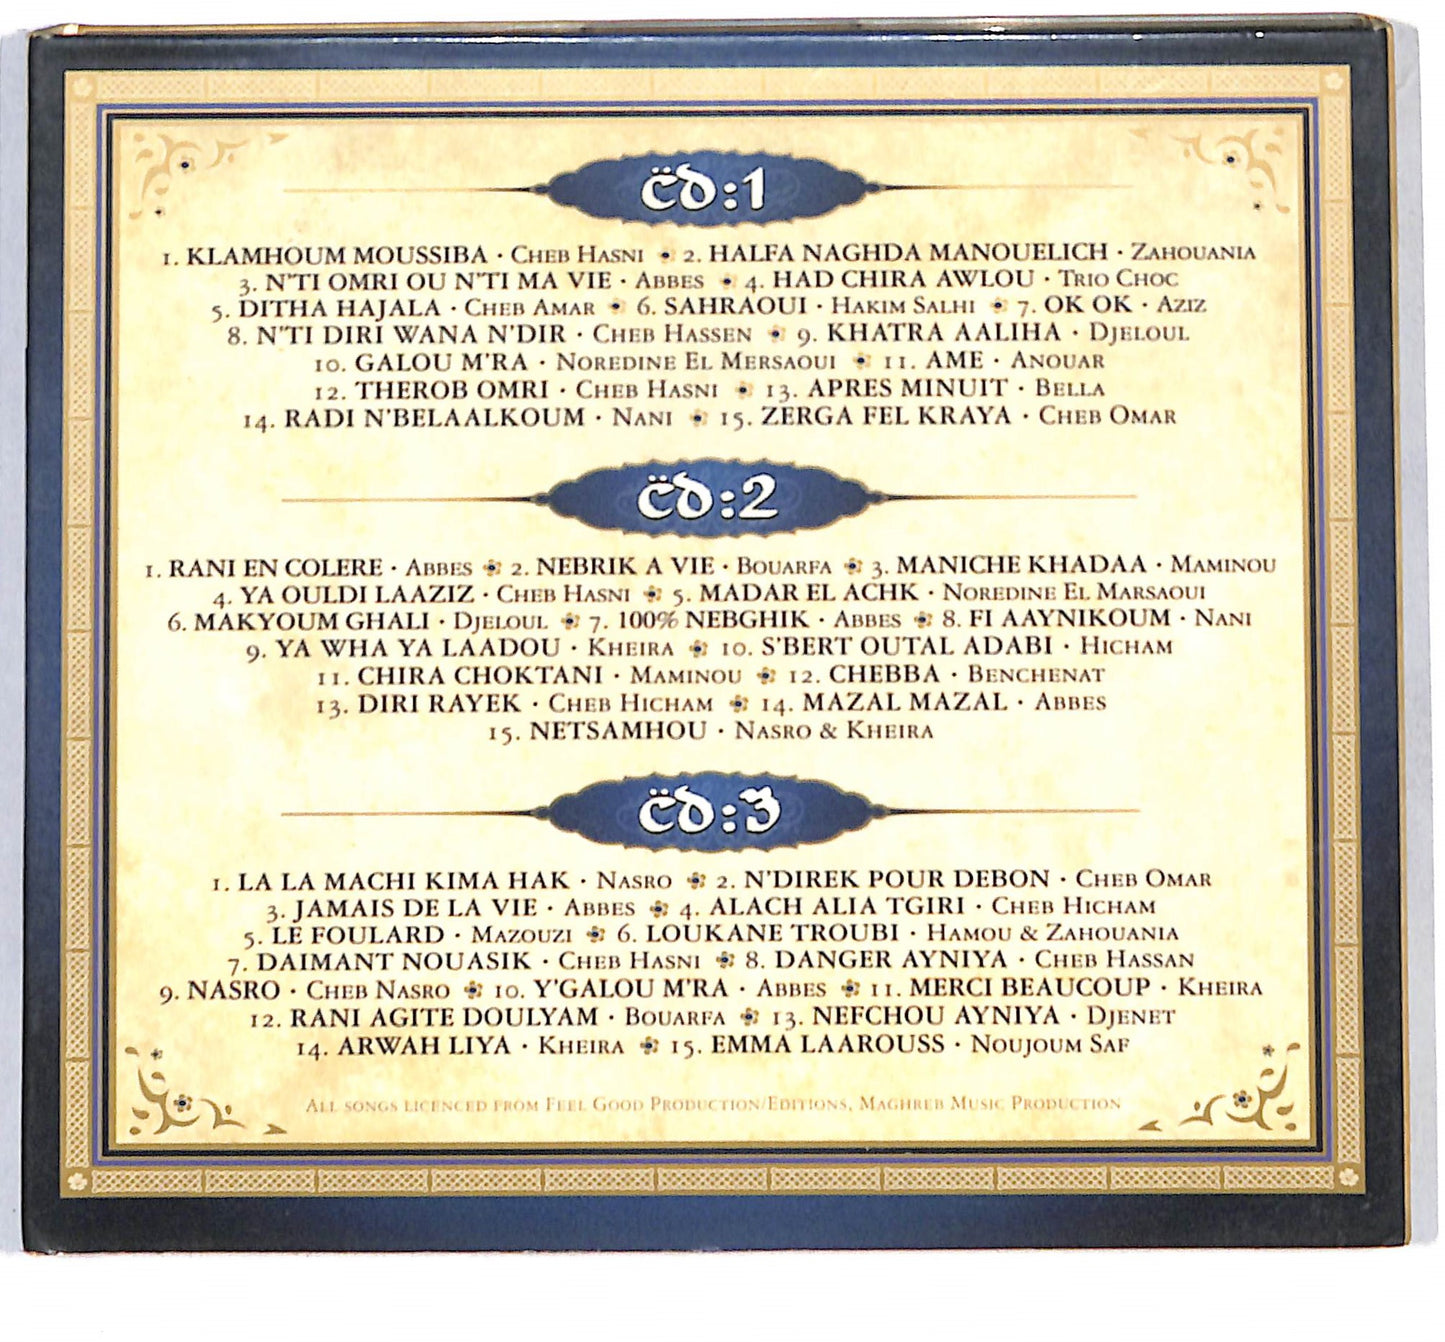 CD:1
1. KLAMHOUM MOUSSIBA · CHEB HASNI 2. HALFA NAGHDA MANOUELICH · ZAHOUANIA
3. N'TI OMRI OU N'TI MA VIE · ABBES 4. HAD CHIRA AWLOU · TRIO CHOC
5. DITHA HAJALA · CHEB AMAR 6. SAHRAOUI · HAKIM SALHI 7. OK OK · AZIZ
8. N'TI DIRI WANA N'DIR · CHEB HASSEN 9. KHATRA AALIHA · DJELOUL
10. GALOU M'RA · NOREDINE EL MERSAOUI 11. AME · ANOUAR
12. THEROB OMRI · CHEB HASNI 13. APRES MINUIT · BELLA
14. RADI N'BELAALKOUM · NANI 15. ZERGA FEL KRAYA · CHEB OMAR
CD:2
1. RANI EN COLERE · ABBES 2. NEBRIK A VIE · BOUARFA 3. MANICHE KHADAA · MAMINOU
4. YA OULDI LAAZIZ · CHEB HASNI 5. MADAR EL ACHK · NOREDINE EL MARSAOUI
6. MAKYOUM GHALI · DJELOUL 7. 100% NEBGHIK · ABBES 8. FI AAYNIKOUM · NANI
9. YA WHA YA LAADOU · KHEIRA 10. S'BERT OUTAL ADABI · HICHAM
11. CHIRA CHOKTANI · MAMINOU 12. CHEBBA · BENCHENAT
13. DIRI RAYEK · CHEB HICHAM 14. MAZAL MAZAL · ABBES
15. NETSAMHOU · NASRO & KHEIRA
CD:3
1. LA LA MACHI KIMA HAK · NASRO 2. N'DIREK POUR DEBON · CHEB OMAR
3. JAMAIS DE LA VIE · ABBES 4. ALACH ALIA TGIRI · CHEB HICHAM
5. LE FOULARD · MAZOUZI 6. LOUKANE TROUBI · HAMOU & ZAHOUANIA
7. DAIMANT NOUASIK · CHEB HASNI 8. DANGER AYNIYA · CHEB HASSAN
9. NASRO · CHEB NASRO 10. Y'GALOU M'RA · ABBES 11. MERCI BEAUCOUP · KHEIRA
12. RANI AGITE DOULYAM · BOUARFA 13. NEFCHOU AYNIYA · DJENET
14. ARWAH LIYA · KHEIRA 15. EMMA LAAROUSS · NOUJOUM SAF
ALL SONGS LICENCED FROM FEEL GOOD PRODUCTION/EDITIONS, MAGHREB MUSIC PRODUCTION